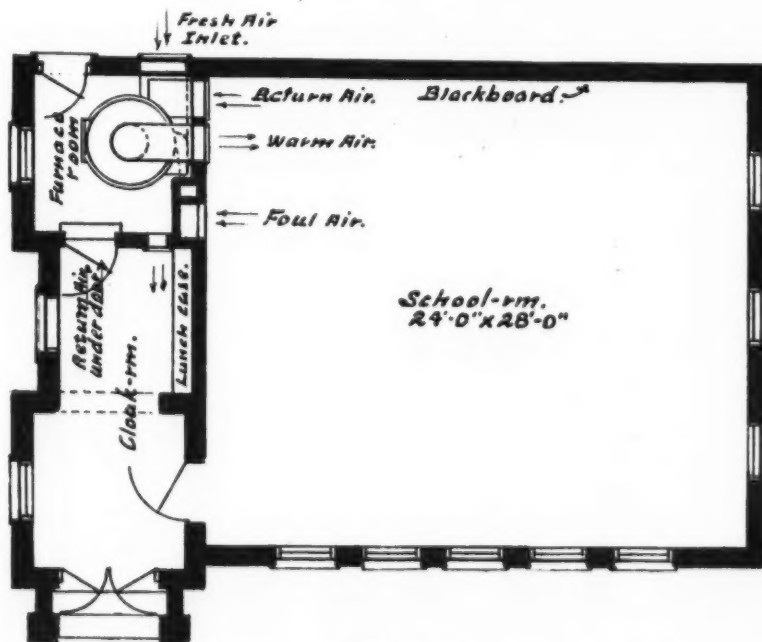 Fresh Air
Inlet.
Return Air.
Blackboard.
Warm Air.
Furnace
room
Foul Air.
School-rm.
24'-0" x 28'-0"
Return Air
under door
Lunch case.
Cloak-rm.